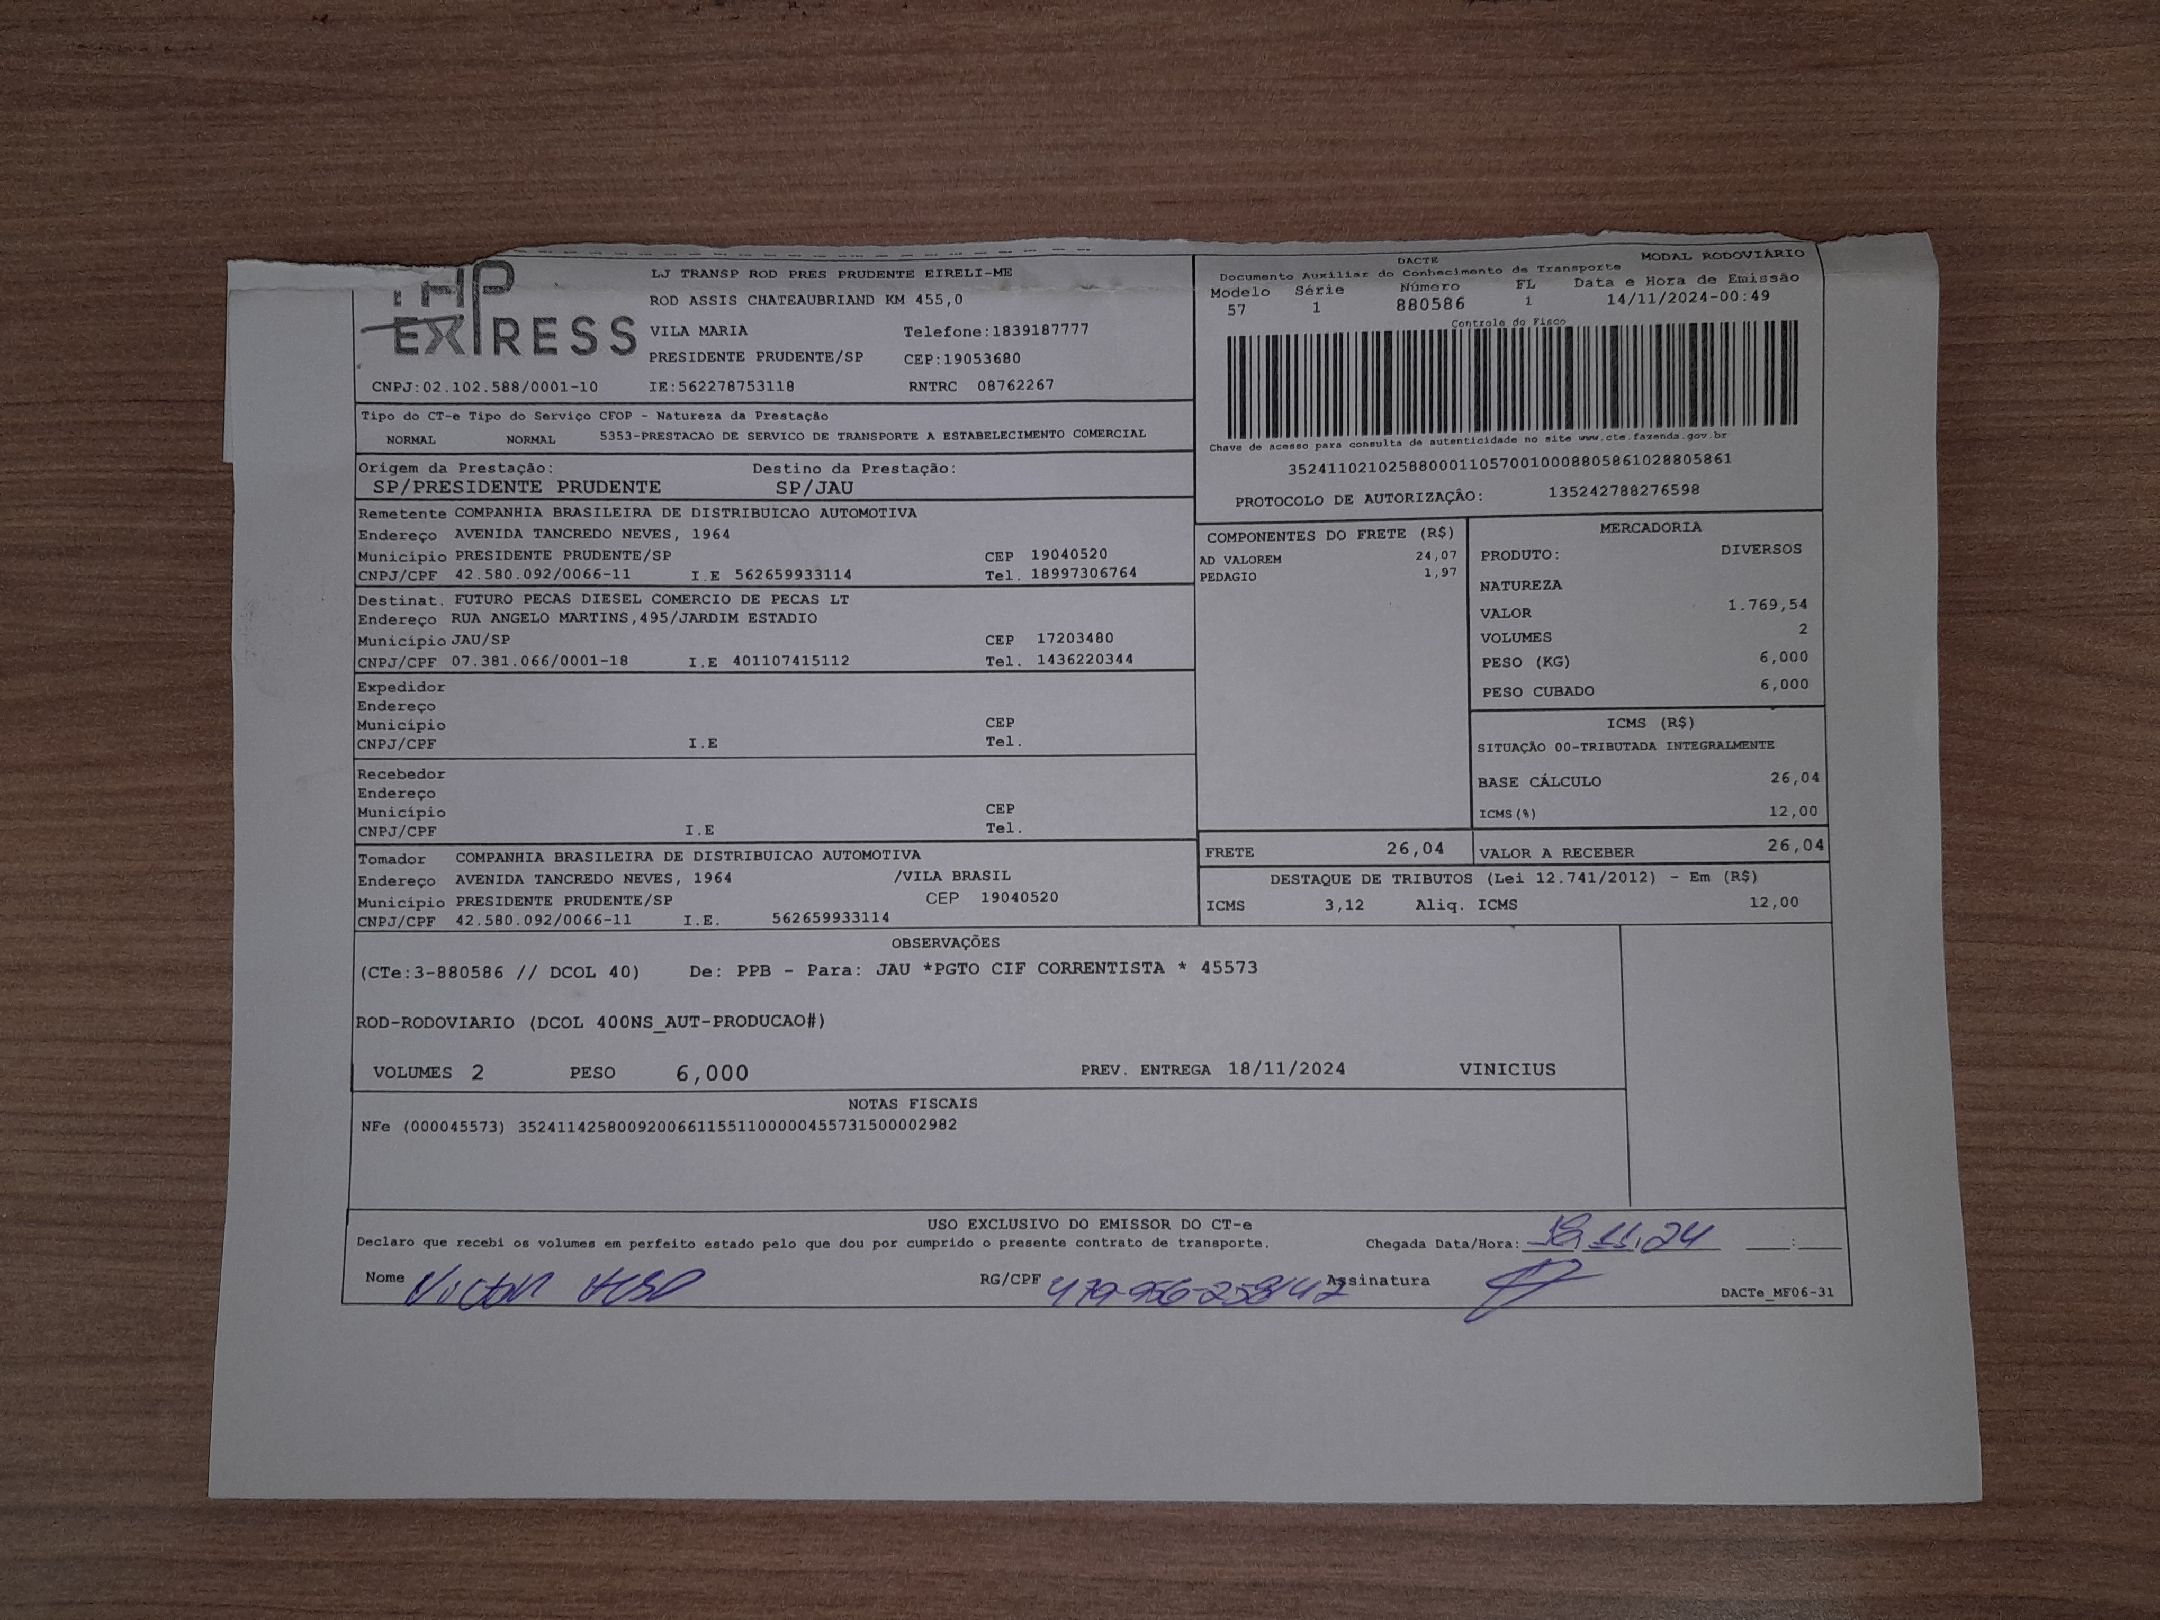 THP
EXPRESS
LJ TRANSP ROD PRES PRUDENTE EIRELI-ME
ROD ASSIS CHATEAUBRIAND KM 455,0
VILA MARIA Telefone:1839187777
PRESIDENTE PRUDENTE/SP CEP:19053680
CNPJ:02.102.588/0001-10 IE:562278753118 RNTRC 08762267
DACTE MODAL RODOVIÁRIO
Documento Auxiliar do Conhecimento de Transporte
Modelo Série Número FL Data e Hora de Emissão
57 1 880586 1 14/11/2024-00:49
Controle do Fisco
Chave de acesso para consulta de autenticidade no site www.cte.fazenda.gov.br
35241102102588000110570010008805861028805861
PROTOCOLO DE AUTORIZAÇÃO: 135242788276598
Tipo do CT-e Tipo do Serviço CFOP - Natureza da Prestação
NORMAL NORMAL 5353-PRESTACAO DE SERVICO DE TRANSPORTE A ESTABELECIMENTO COMERCIAL
Origem da Prestação: Destino da Prestação:
SP/PRESIDENTE PRUDENTE SP/JAU
Remetente COMPANHIA BRASILEIRA DE DISTRIBUICAO AUTOMOTIVA
Endereço AVENIDA TANCREDO NEVES, 1964
Município PRESIDENTE PRUDENTE/SP CEP 19040520
CNPJ/CPF 42.580.092/0066-11 I.E 562659933114 Tel. 18997306764
Destinat. FUTURO PECAS DIESEL COMERCIO DE PECAS LT
Endereço RUA ANGELO MARTINS,495/JARDIM ESTADIO
Município JAU/SP CEP 17203480
CNPJ/CPF 07.381.066/0001-18 I.E 401107415112 Tel. 1436220344
Expedidor
Endereço
Município CEP
CNPJ/CPF I.E Tel.
Recebedor
Endereço
Município CEP
CNPJ/CPF I.E Tel.
Tomador COMPANHIA BRASILEIRA DE DISTRIBUICAO AUTOMOTIVA
Endereço AVENIDA TANCREDO NEVES, 1964 /VILA BRASIL
Município PRESIDENTE PRUDENTE/SP CEP 19040520
CNPJ/CPF 42.580.092/0066-11 I.E. 562659933114
COMPONENTES DO FRETE (R$)
AD VALOREM 24,07
PEDAGIO 1,97
MERCADORIA
PRODUTO: DIVERSOS
NATUREZA
VALOR 1.769,54
VOLUMES 2
PESO (KG) 6,000
PESO CUBADO 6,000
ICMS (R$)
SITUAÇÃO 00-TRIBUTADA INTEGRALMENTE
BASE CÁLCULO 26,04
ICMS(%) 12,00
FRETE 26,04 VALOR A RECEBER 26,04
DESTAQUE DE TRIBUTOS (Lei 12.741/2012) - Em (R$)
ICMS 3,12 Aliq. ICMS 12,00
OBSERVAÇÕES
(CTe:3-880586 // DCOL 40) De: PPB - Para: JAU *PGTO CIF CORRENTISTA * 45573
ROD-RODOVIARIO (DCOL 400NS_AUT-PRODUCAO#)
VOLUMES 2 PESO 6,000 PREV. ENTREGA 18/11/2024 VINICIUS
NOTAS FISCAIS
NFe (000045573) 35241142580092006611551100000455731500002982
USO EXCLUSIVO DO EMISSOR DO CT-e
Declaro que recebi os volumes em perfeito estado pelo que dou por cumprido o presente contrato de transporte. Chegada Data/Hora: 18.11.24 :
Nome Victor RG/CPF Assinatura
DACTe_MF06-31